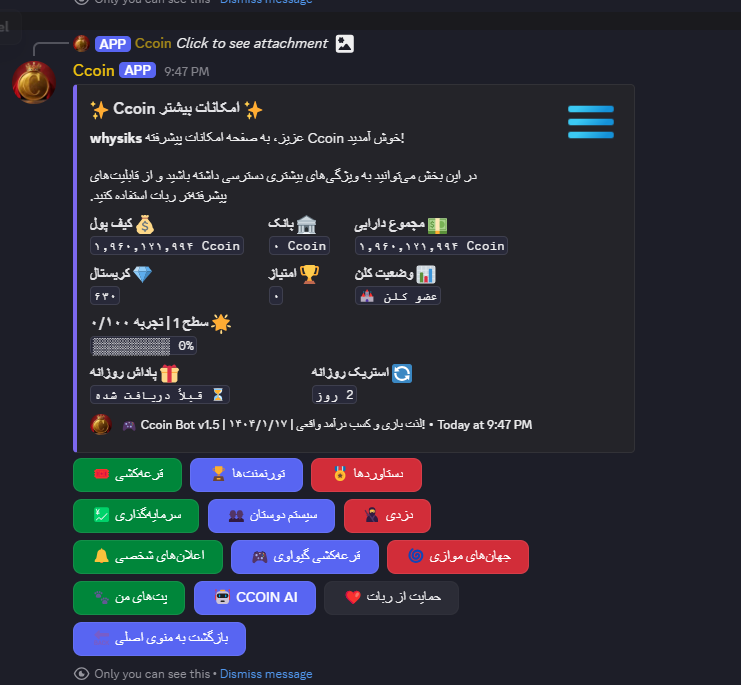 Only you can see this • Dismiss message
APP Ccoin Click to see attachment
Ccoin APP 9:47 PM
✨ امکانات بیشتر Ccoin ✨
whysiks خوش آمدید Ccoin عزیز، به صفحه امکانات پیشرفته!
در این بخش می‌توانید به ویژگی‌های بیشتری دسترسی داشته باشید و از قابلیت‌های
پیشرفته‌تر ربات استفاده کنید.
💰 کیف پول
🏛️ بانک
💵 مجموع دارایی
۱,۹۶۰,۱۷۱,۹۹۴ Ccoin
۰ Ccoin
۱,۹۶۰,۱۷۱,۹۹۴ Ccoin
💎 کریستال
🏆 امتیاز
📊 وضعیت کلن
۶۳۰
۰
عضو کلن 🏰
🌟 سطح 1 | تجربه ۰/۱۰۰
▒▒▒▒▒▒▒▒▒▒ 0%
🎁 پاداش روزانه
🔄 استریک روزانه
⏳ قبلاً دریافت شده
2 روز
🎮 Ccoin Bot v1.5 | ۱۴۰۴/۱/۱۷ | لذت بازی و کسب درآمد واقعی! • Today at 9:47 PM
🎟️ قرعه‌کشی
🏆 تورنمنت‌ها
🏅 دستاوردها
💹 سرمایه‌گذاری
👥 سیستم دوستان
🥷 دزدی
🔔 اعلان‌های شخصی
🎮 قرعه‌کشی گیواوی
🌀 جهان‌های موازی
🐾 پت‌های من
🤖 CCOIN AI
❤️ حمایت از ربات
بازگشت به منوی اصلی
Only you can see this • Dismiss message